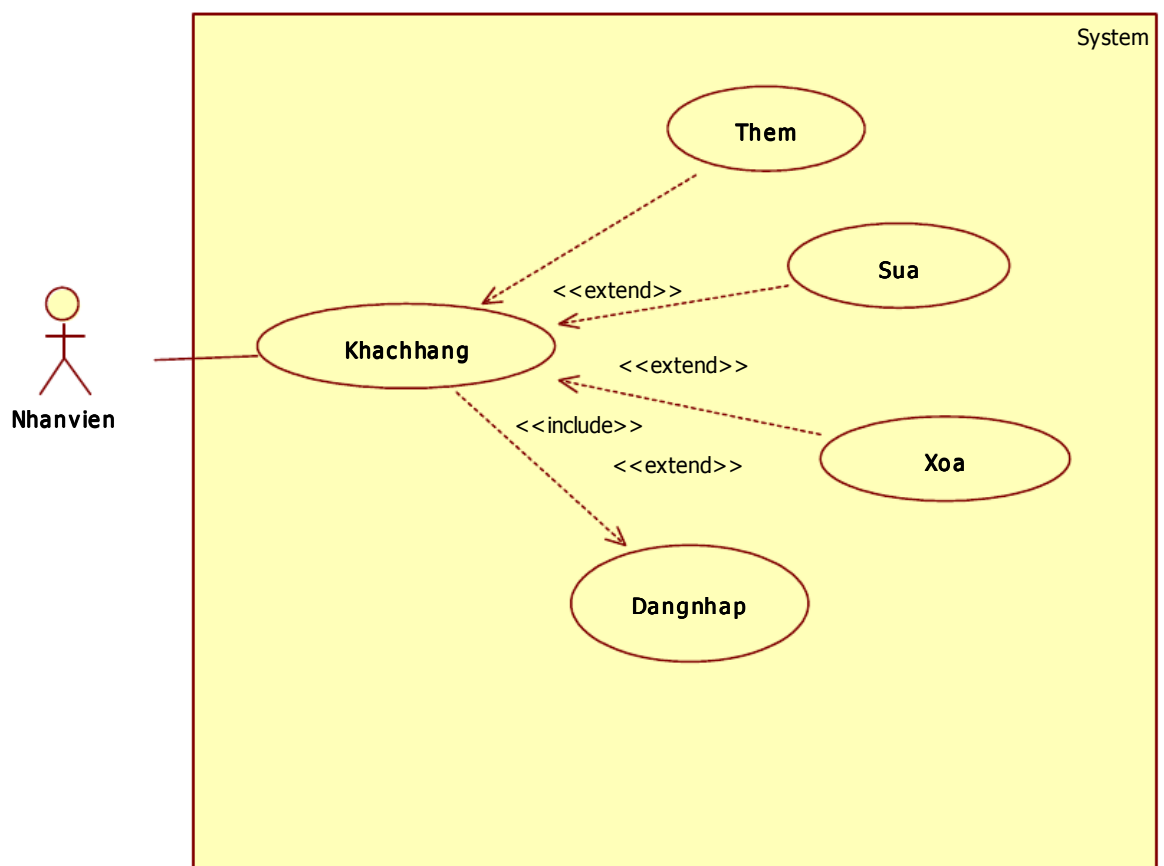 System
Them
Sua
<<extend>>
Khachhang
<<extend>>
Nhanvien
<<include>>
<<extend>>
Xoa
Dangnhap